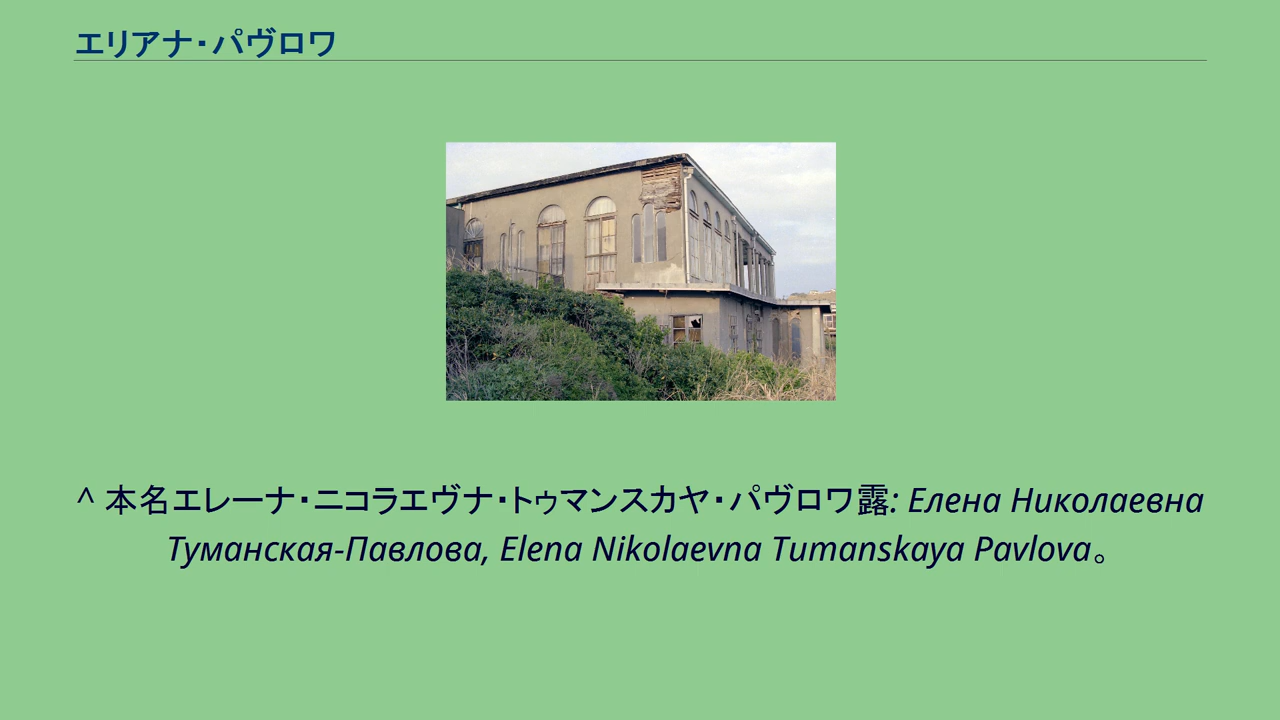 エリアナ・パヴロワ
^ 本名エレーナ・ニコラエヴナ・トゥマンスカヤ・パヴロワ露: Елена Николаевна
Туманская-Павлова, Elena Nikolaevna Tumanskaya Pavlova。